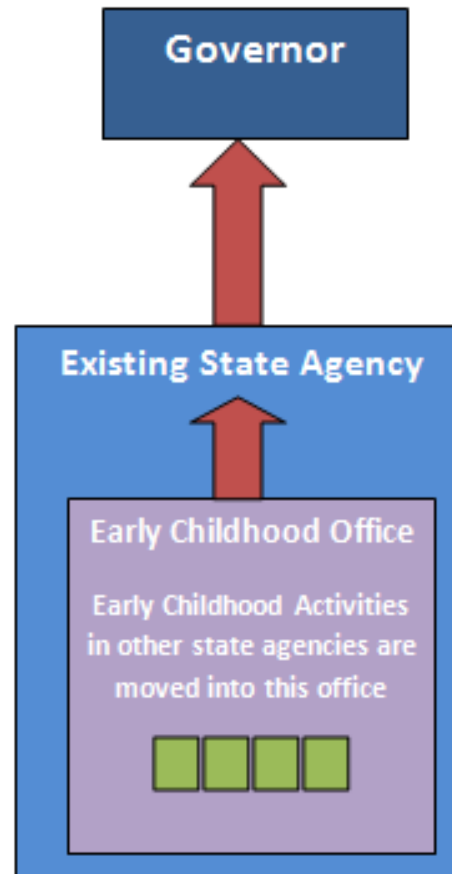 Governor
Existing State Agency
Early Childhood Office
Early Childhood Activities
in other state agencies are
moved into this office